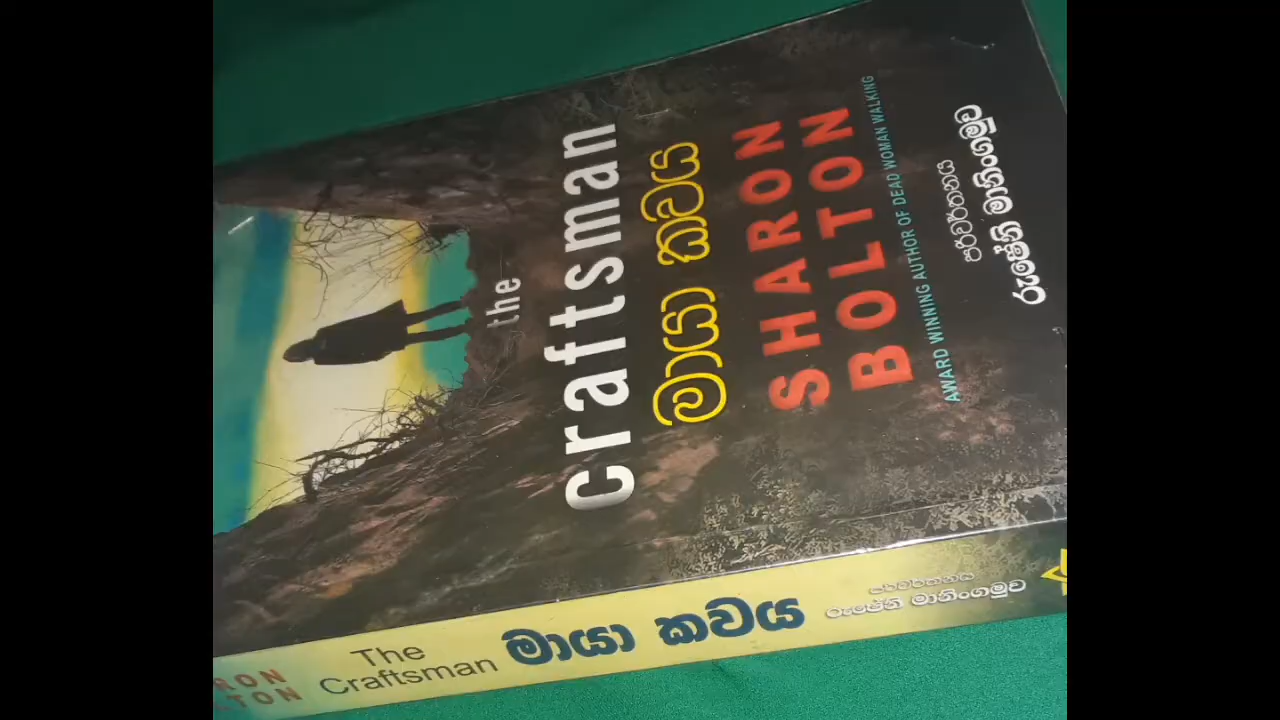 the
craftsman
මායා කවය
SHARON
BOLTON
AWARD WINNING AUTHOR OF DEAD WOMAN WALKING
පරිවර්තනය
රුෂේනි මානිංගමුව
The
Craftsman
මායා කවය
පරිවර්තනය
රුෂේනි මානිංගමුව